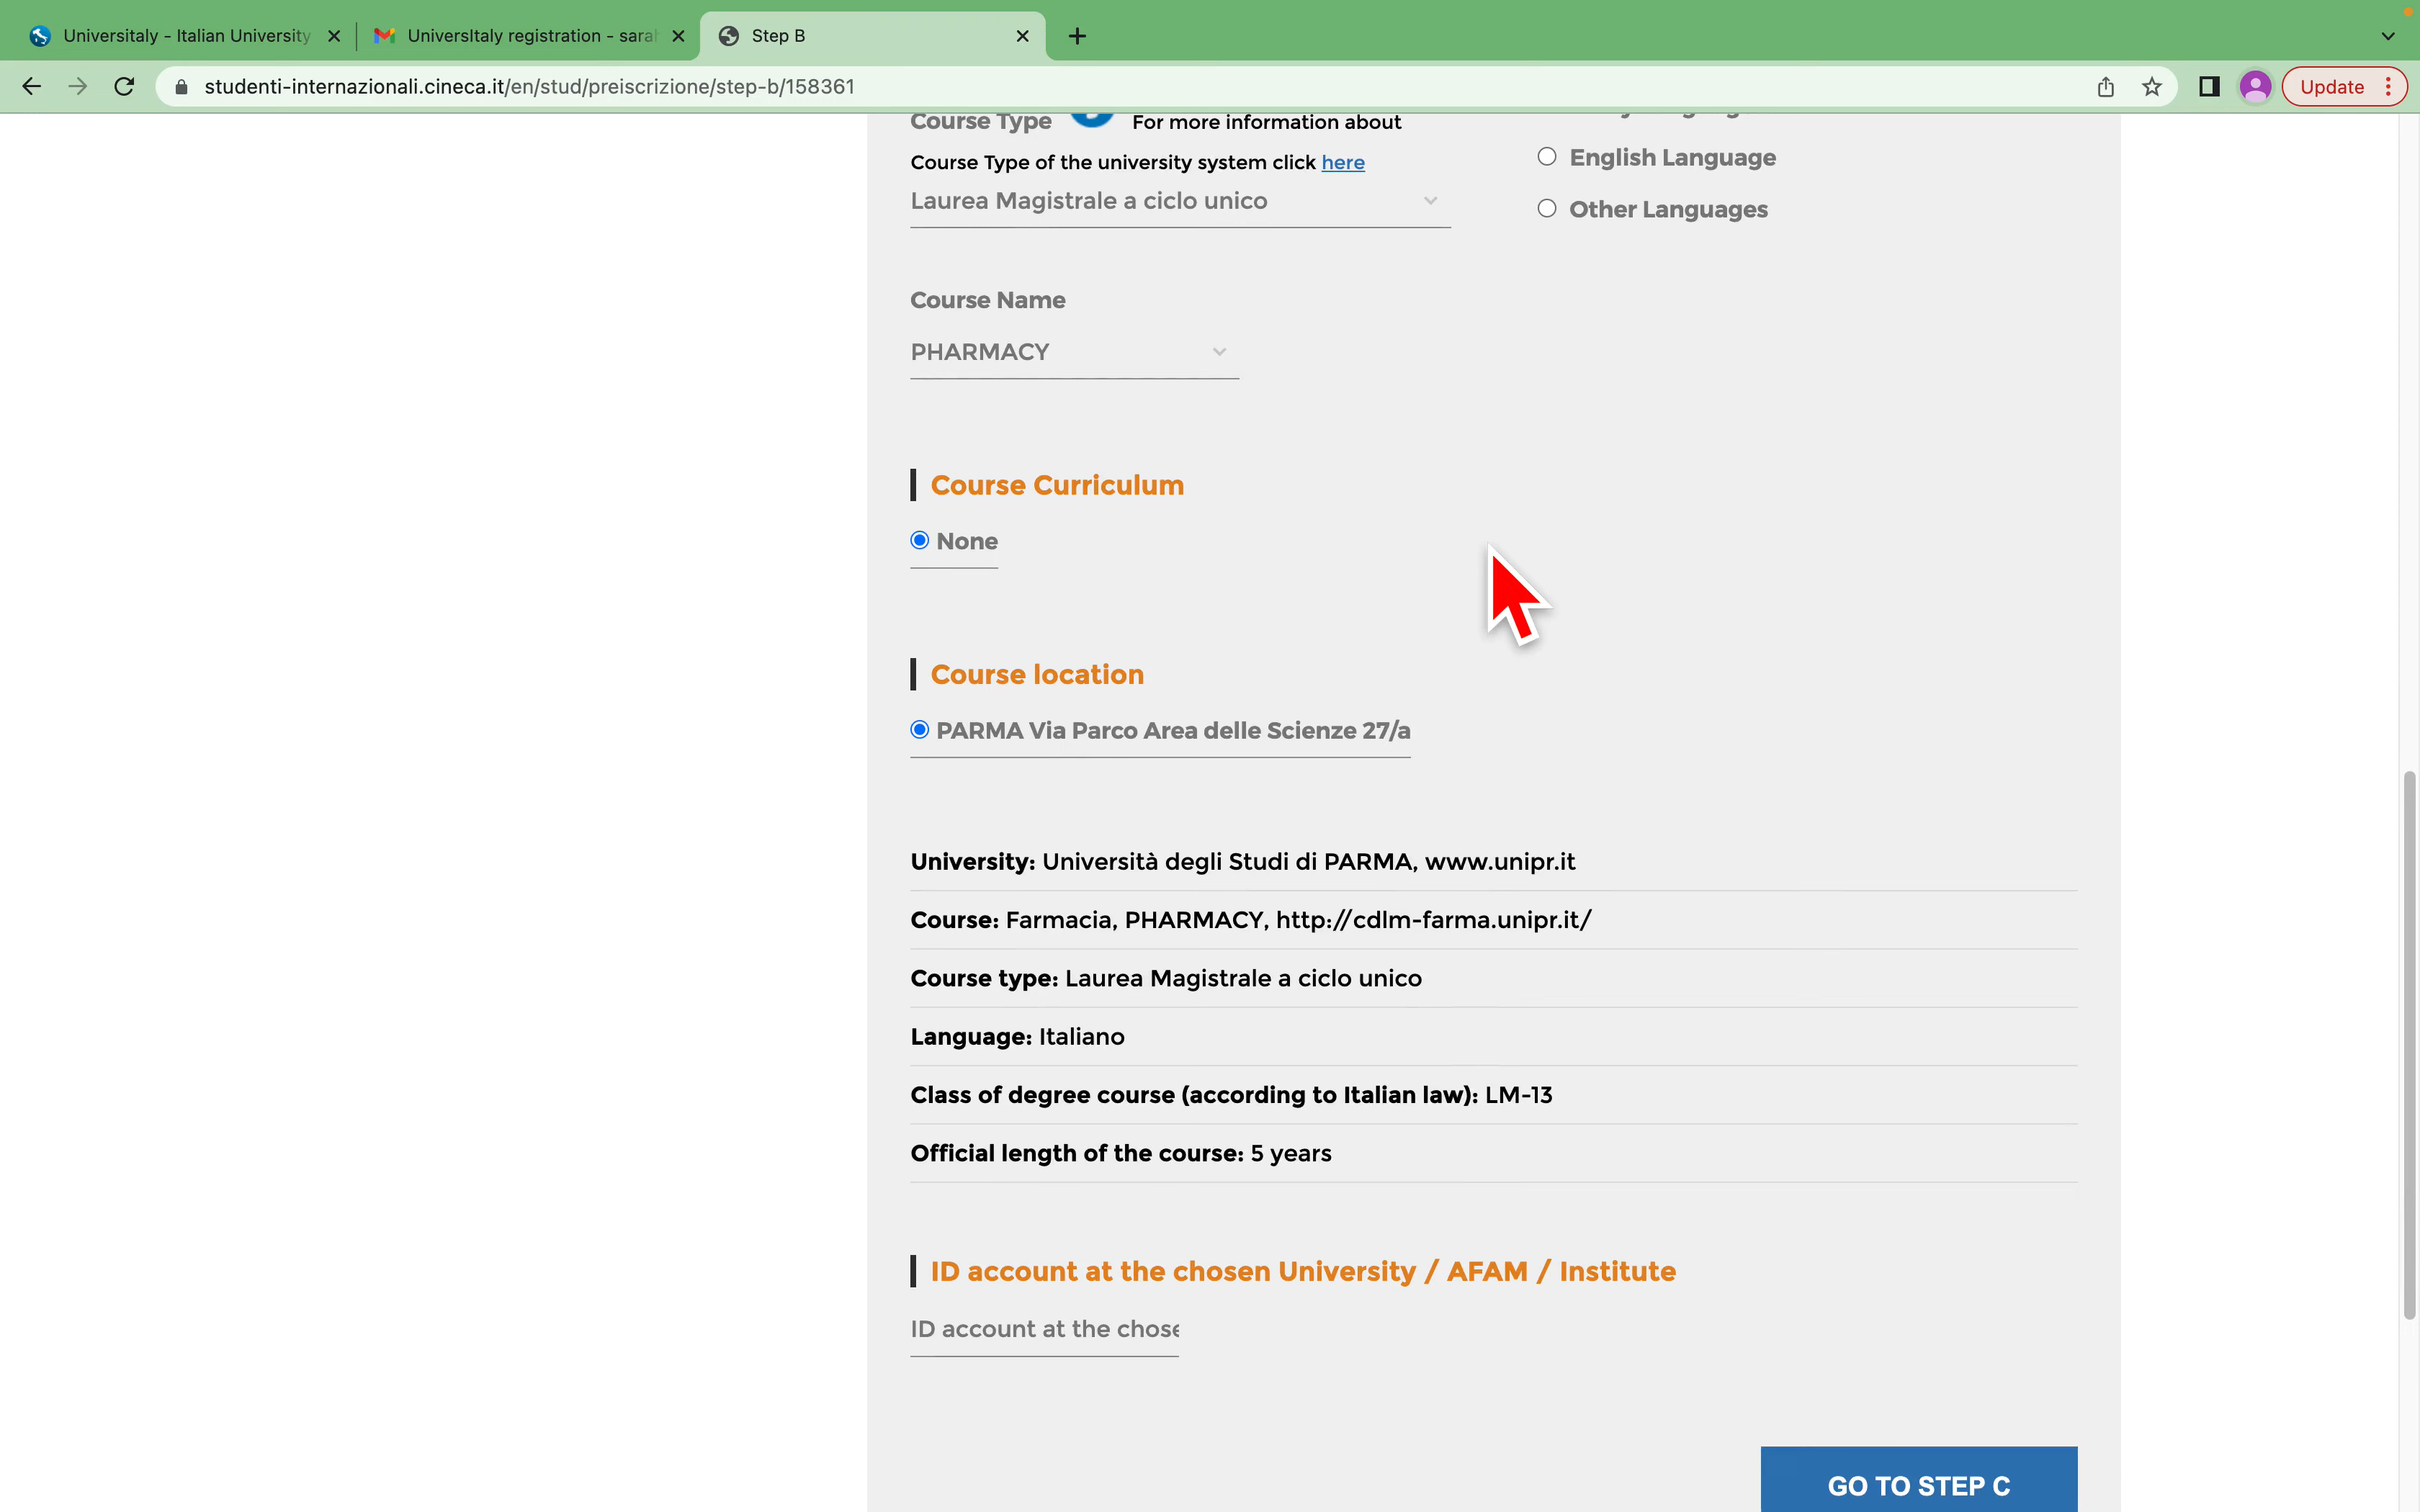 Universitaly - Italian University
UniversItaly registration - sarah
Step B
studenti-internazionali.cineca.it/en/stud/preiscrizione/step-b/158361
Update
Course Type
For more information about
Course Type of the university system click here
Laurea Magistrale a ciclo unico
English Language
Other Languages
Course Name
PHARMACY
Course Curriculum
None
Course location
PARMA Via Parco Area delle Scienze 27/a
University: Università degli Studi di PARMA, www.unipr.it
Course: Farmacia, PHARMACY, http://cdlm-farma.unipr.it/
Course type: Laurea Magistrale a ciclo unico
Language: Italiano
Class of degree course (according to Italian law): LM-13
Official length of the course: 5 years
ID account at the chosen University / AFAM / Institute
ID account at the chose
GO TO STEP C